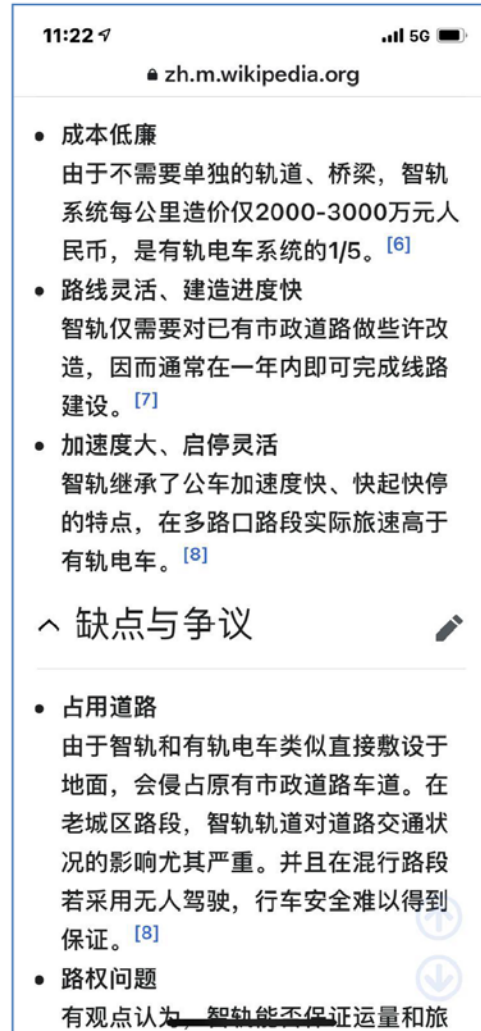 11:22
5G
zh.m.wikipedia.org
成本低廉
由于不需要单独的轨道、桥梁，智轨
系统每公里造价仅2000-3000万元人
民币，是有轨电车系统的1/5。[6]
路线灵活、建造进度快
智轨仅需要对已有市政道路做些许改
造，因而通常在一年内即可完成线路
建设。[7]
加速度大、启停灵活
智轨继承了公车加速度快、快起快停
的特点，在多路口路段实际旅速高于
有轨电车。[8]
缺点与争议
占用道路
由于智轨和有轨电车类似直接敷设于
地面，会侵占原有市政道路车道。在
老城区路段，智轨轨道对道路交通状
况的影响尤其严重。并且在混行路段
若采用无人驾驶，行车安全难以得到
保证。[8]
路权问题
有观点认为，智轨能否保证运量和旅